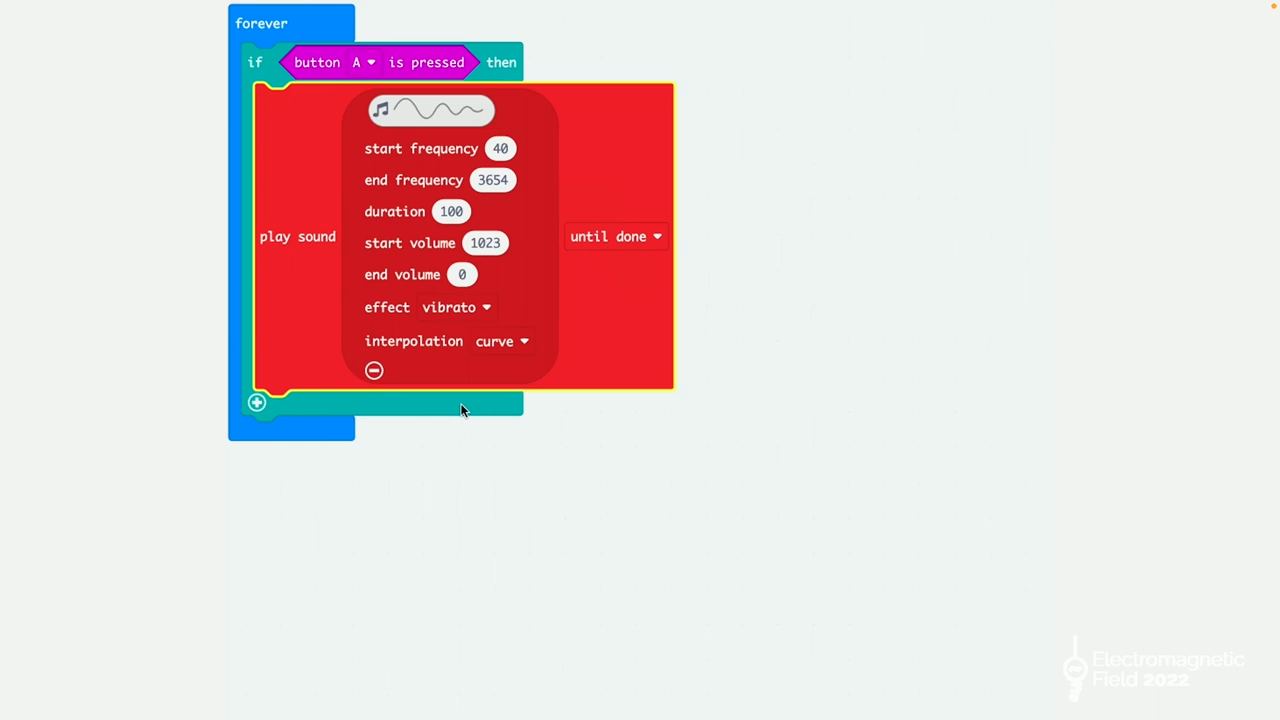 forever
if button A is pressed then
start frequency 40
end frequency 3654
duration 100
play sound
start volume 1023
until done
end volume 0
effect vibrato
interpolation curve
Electromagnetic
Field 2022